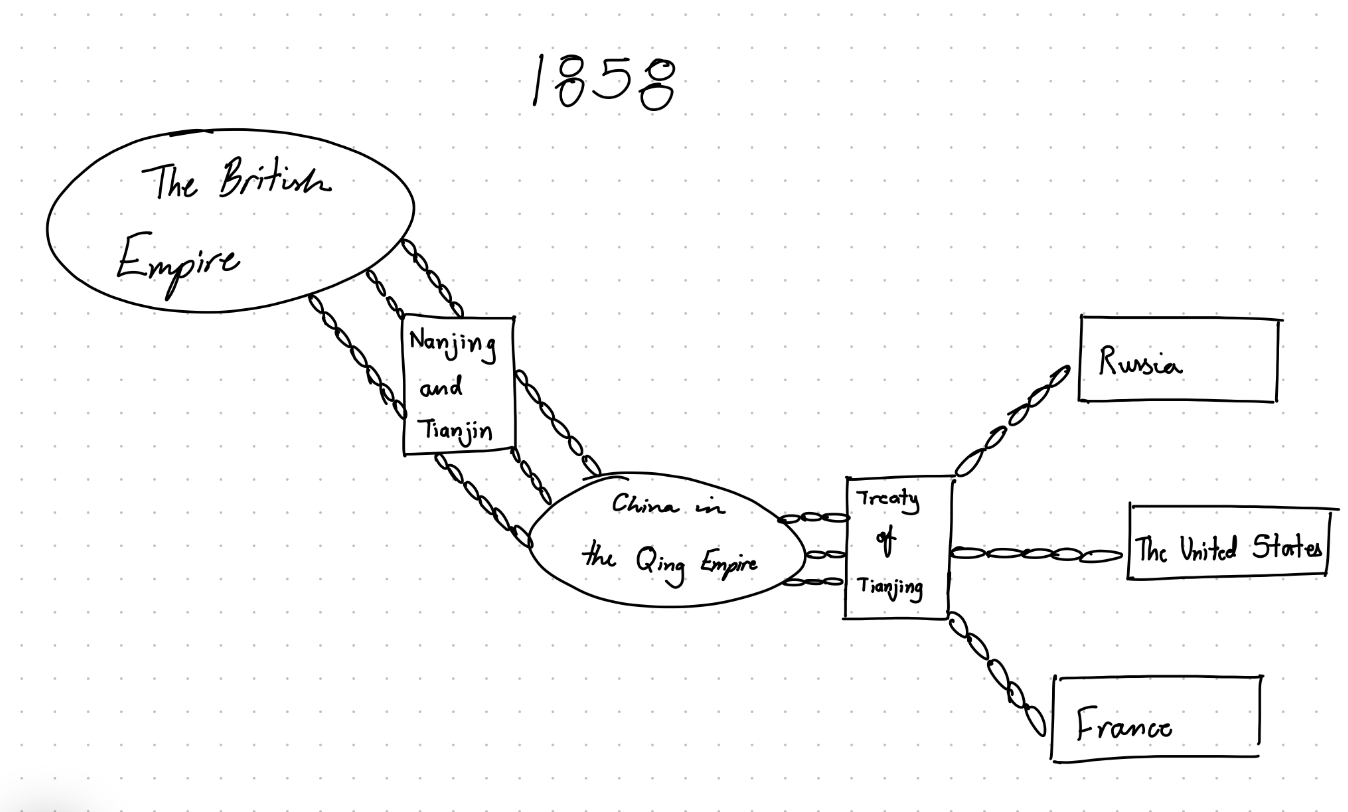 1858
The British
Empire
Nanjing
and
Tianjin
China in
the Qing Empire
Treaty
of
Tianjing
Russia
The United States
France